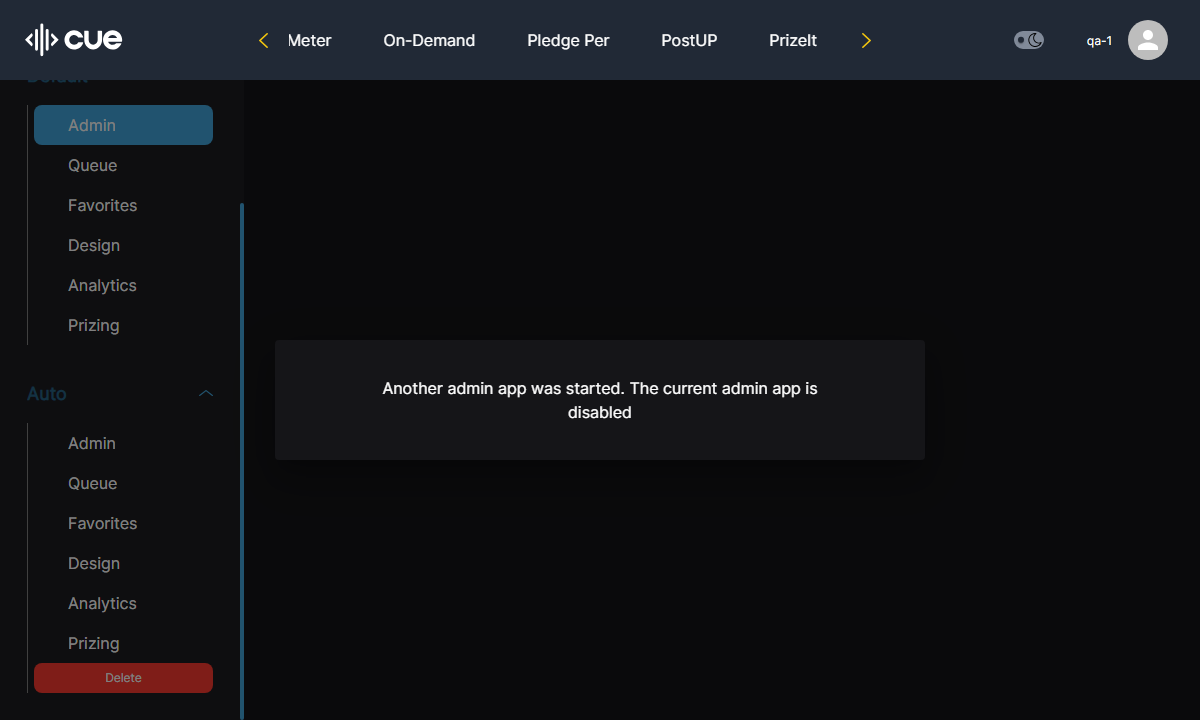 cue
Meter
On-Demand
Pledge Per
PostUP
PrizeIt
qa-1
Default
Admin
Queue
Favorites
Design
Analytics
Prizing
Auto
Admin
Queue
Favorites
Design
Analytics
Prizing
Delete
Another admin app was started. The current admin app is
disabled